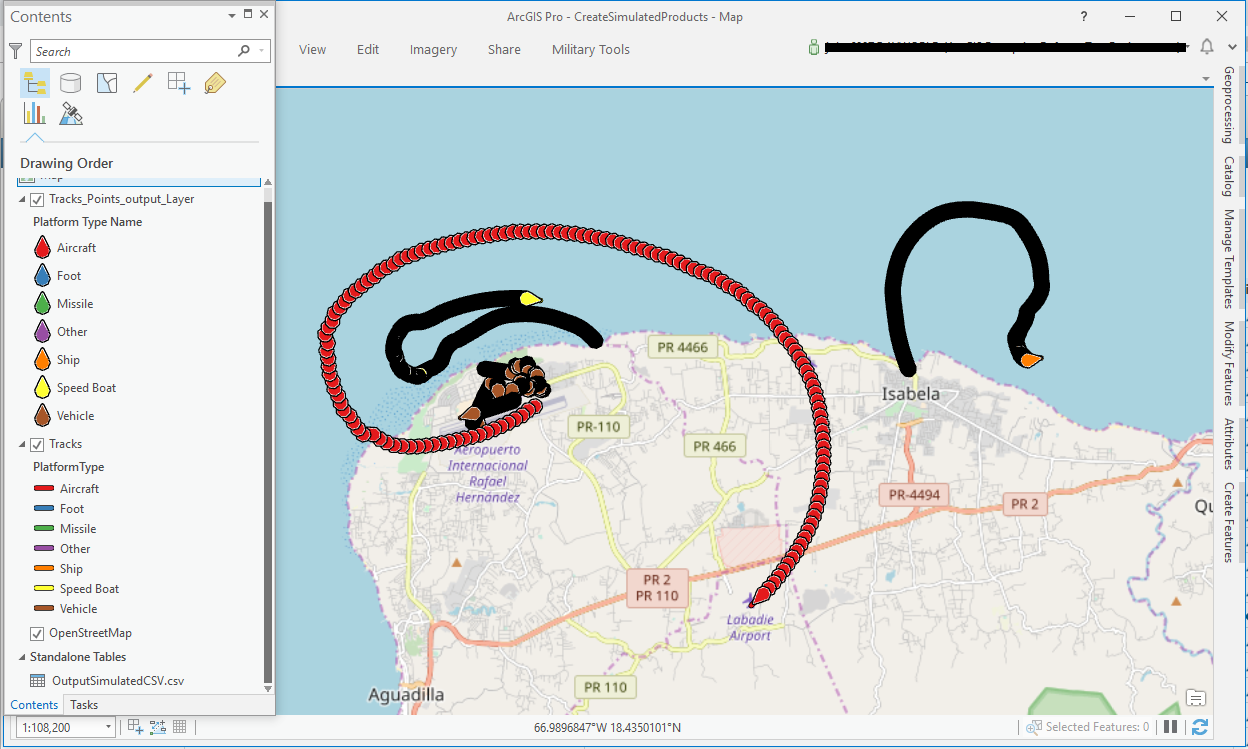 Contents
ArcGIS Pro - CreateSimulatedProducts - Map
?
Search
View
Edit
Imagery
Share
Military Tools
Drawing Order
Tracks_Points_output_Layer
Platform Type Name
Aircraft
Foot
Missile
Other
Ship
Speed Boat
Vehicle
Tracks
PlatformType
Aircraft
Foot
Missile
Other
Ship
Speed Boat
Vehicle
OpenStreetMap
Standalone Tables
OutputSimulatedCSV.csv
Contents
Tasks
PR 4466
Isabela
PR-110
PR 466
Aeropuerto
Internacional
Rafael
Hernández
PR-4494
PR 2
Qu
PR 2
PR 110
Labadie
Airport
PR 110
Aguadilla
Geoprocessing
Catalog
Manage Templates
Modify Features
Attributes
Create Features
1:108,200
66.9896847°W 18.4350101°N
Selected Features: 0